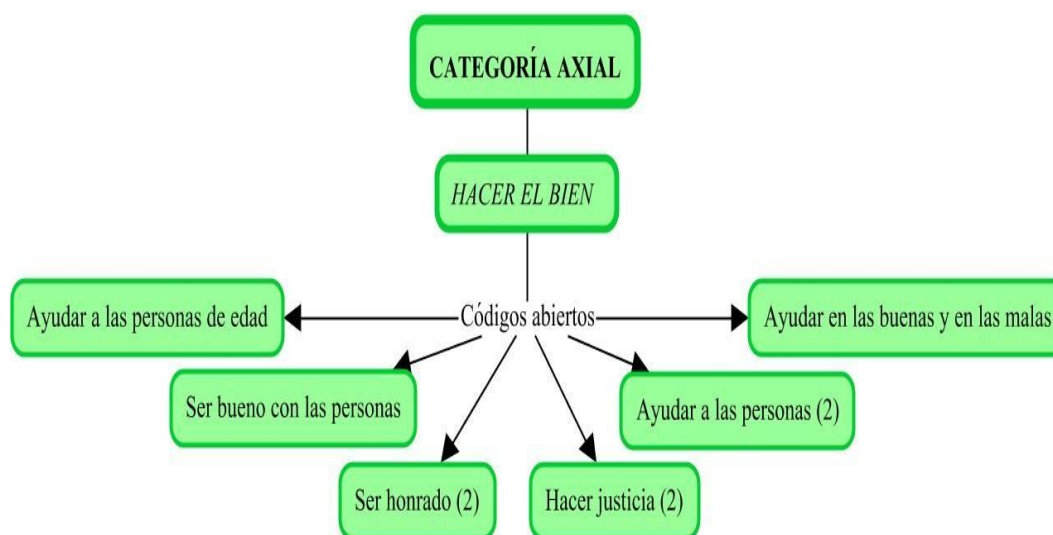 CATEGORÍA AXIAL
HACER EL BIEN
Ayudar a las personas de edad
Códigos abiertos
Ayudar en las buenas y en las malas
Ser bueno con las personas
Ayudar a las personas (2)
Ser honrado (2)
Hacer justicia (2)